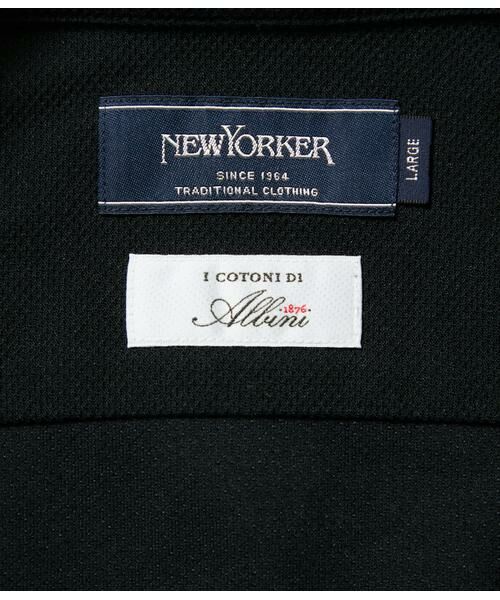 NEWYORKER
SINCE 1964
TRADITIONAL CLOTHING
LARGE
I COTONI DI
Albini
·1876·